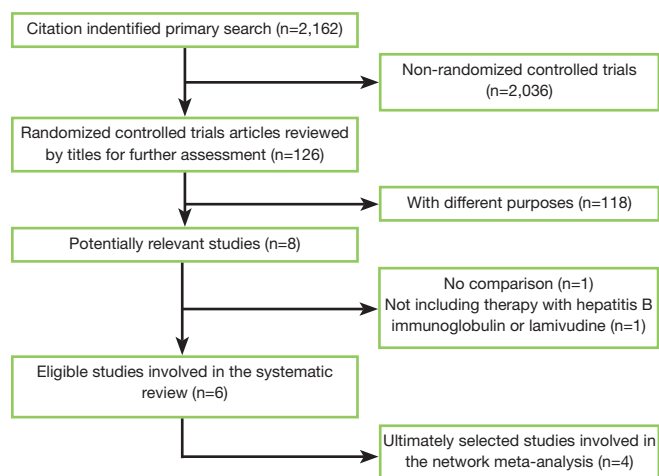 Citation indentified primary search (n=2,162)
Non-randomized controlled trials
(n=2,036)
Randomized controlled trials articles reviewed
by titles for further assessment (n=126)
With different purposes (n=118)
Potentially relevant studies (n=8)
No comparison (n=1)
Not including therapy with hepatitis B
immunoglobulin or lamivudine (n=1)
Eligible studies involved in the systematic
review (n=6)
Ultimately selected studies involved in
the network meta-analysis (n=4)